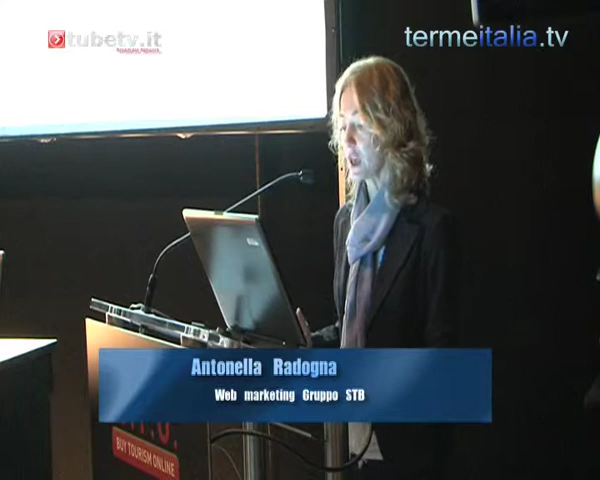 tubetv.it
termeitalia.tv
Antonella Radogna
Web marketing Gruppo STB
BUY TOURISM ONLINE